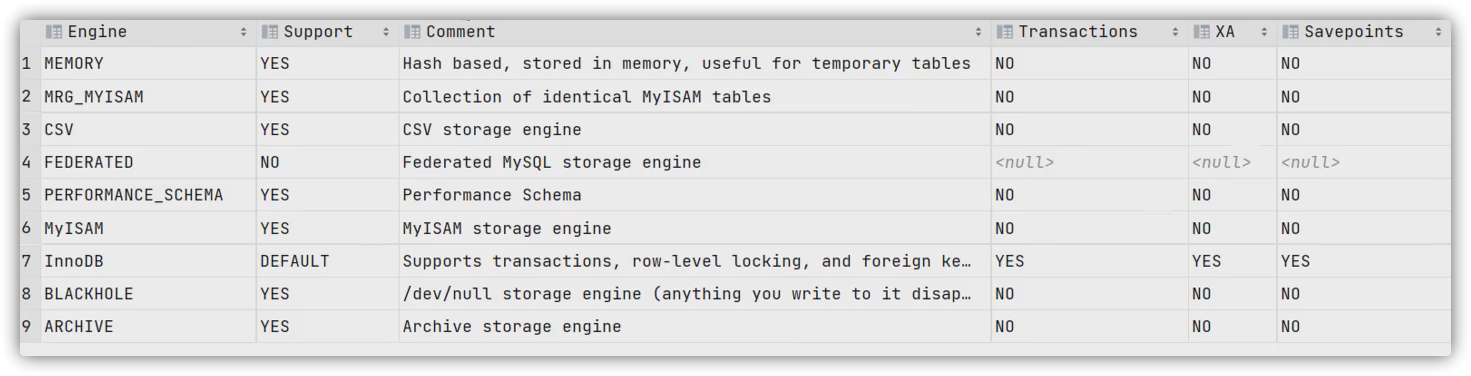 Engine Support Comment Transactions XA Savepoints
1 MEMORY YES Hash based, stored in memory, useful for temporary tables NO NO NO
2 MRG_MYISAM YES Collection of identical MyISAM tables NO NO NO
3 CSV YES CSV storage engine NO NO NO
4 FEDERATED NO Federated MySQL storage engine <null> <null> <null>
5 PERFORMANCE_SCHEMA YES Performance Schema NO NO NO
6 MyISAM YES MyISAM storage engine NO NO NO
7 InnoDB DEFAULT Supports transactions, row-level locking, and foreign ke… YES YES YES
8 BLACKHOLE YES /dev/null storage engine (anything you write to it disap… NO NO NO
9 ARCHIVE YES Archive storage engine NO NO NO